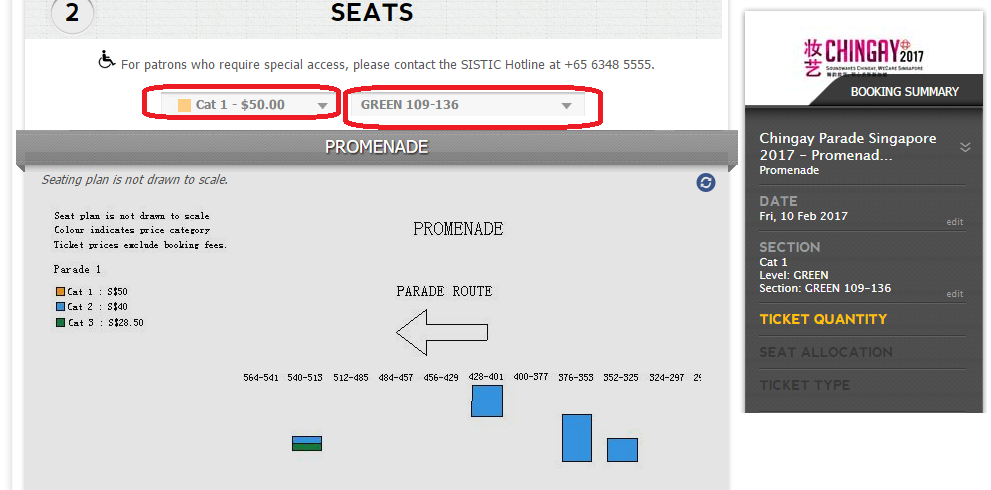 2
SEATS
For patrons who require special access, please contact the SISTIC Hotline at +65 6348 5555.
Cat 1 - $50.00
GREEN 109-136
PROMENADE
Seating plan is not drawn to scale.
Seat plan is not drawn to scale
Colour indicates price category
Ticket prices exclude booking fees.
PROMENADE
Parade 1
Cat 1 : S$50
Cat 2 : S$40
Cat 3 : S$28.50
PARADE ROUTE
564-541 540-513 512-485 484-457 456-429 428-401 400-377 376-353 352-325 324-297 29
妆艺 CHINGAY 2017
BOOKING SUMMARY
Chingay Parade Singapore
2017 - Promenad...
Promenade
DATE
Fri, 10 Feb 2017
edit
SECTION
Cat 1
Level: GREEN
Section: GREEN 109-136
edit
TICKET QUANTITY
SEAT ALLOCATION
TICKET TYPE